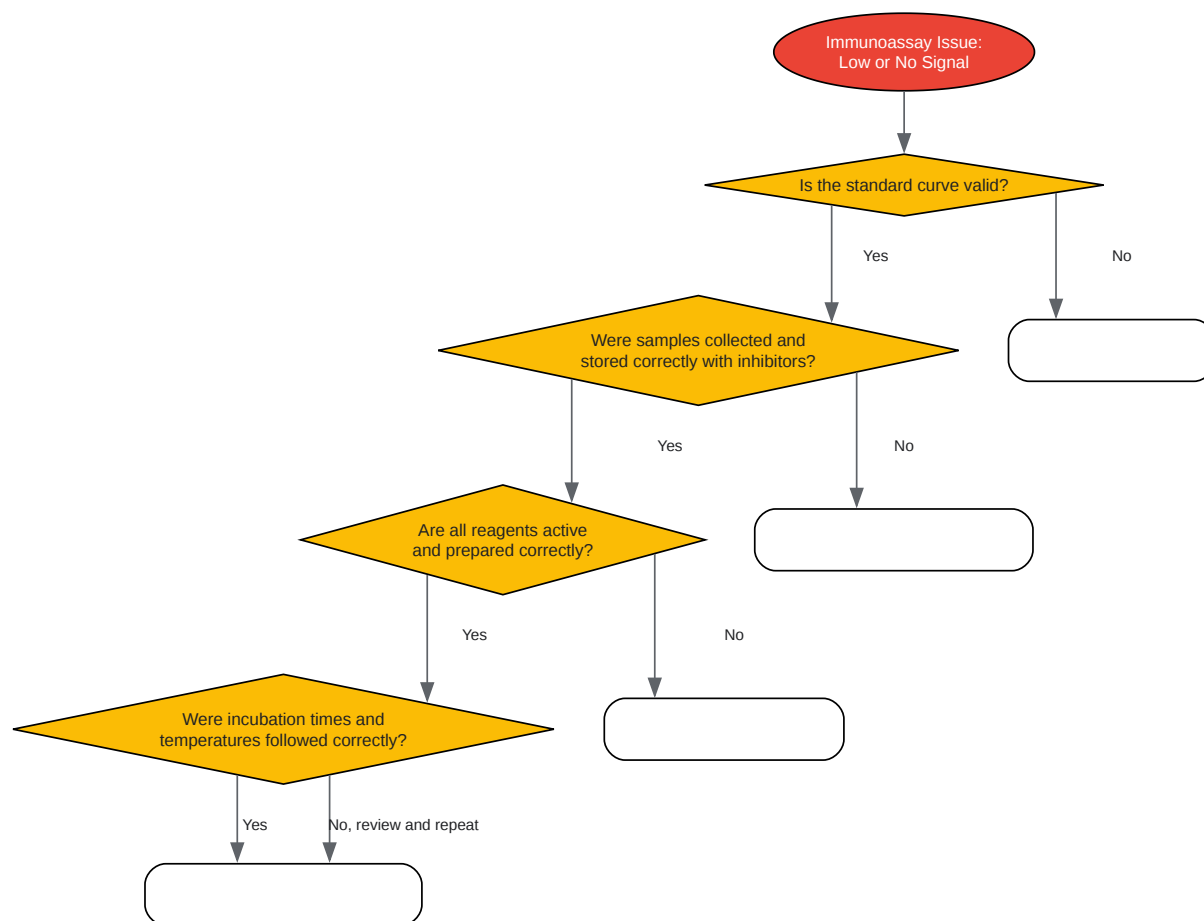 Immunoassay Issue:
Low or No Signal
Is the standard curve valid?
Yes
No
Were samples collected and
stored correctly with inhibitors?
Yes
No
Are all reagents active
and prepared correctly?
Yes
No
Were incubation times and
temperatures followed correctly?
Yes
No, review and repeat